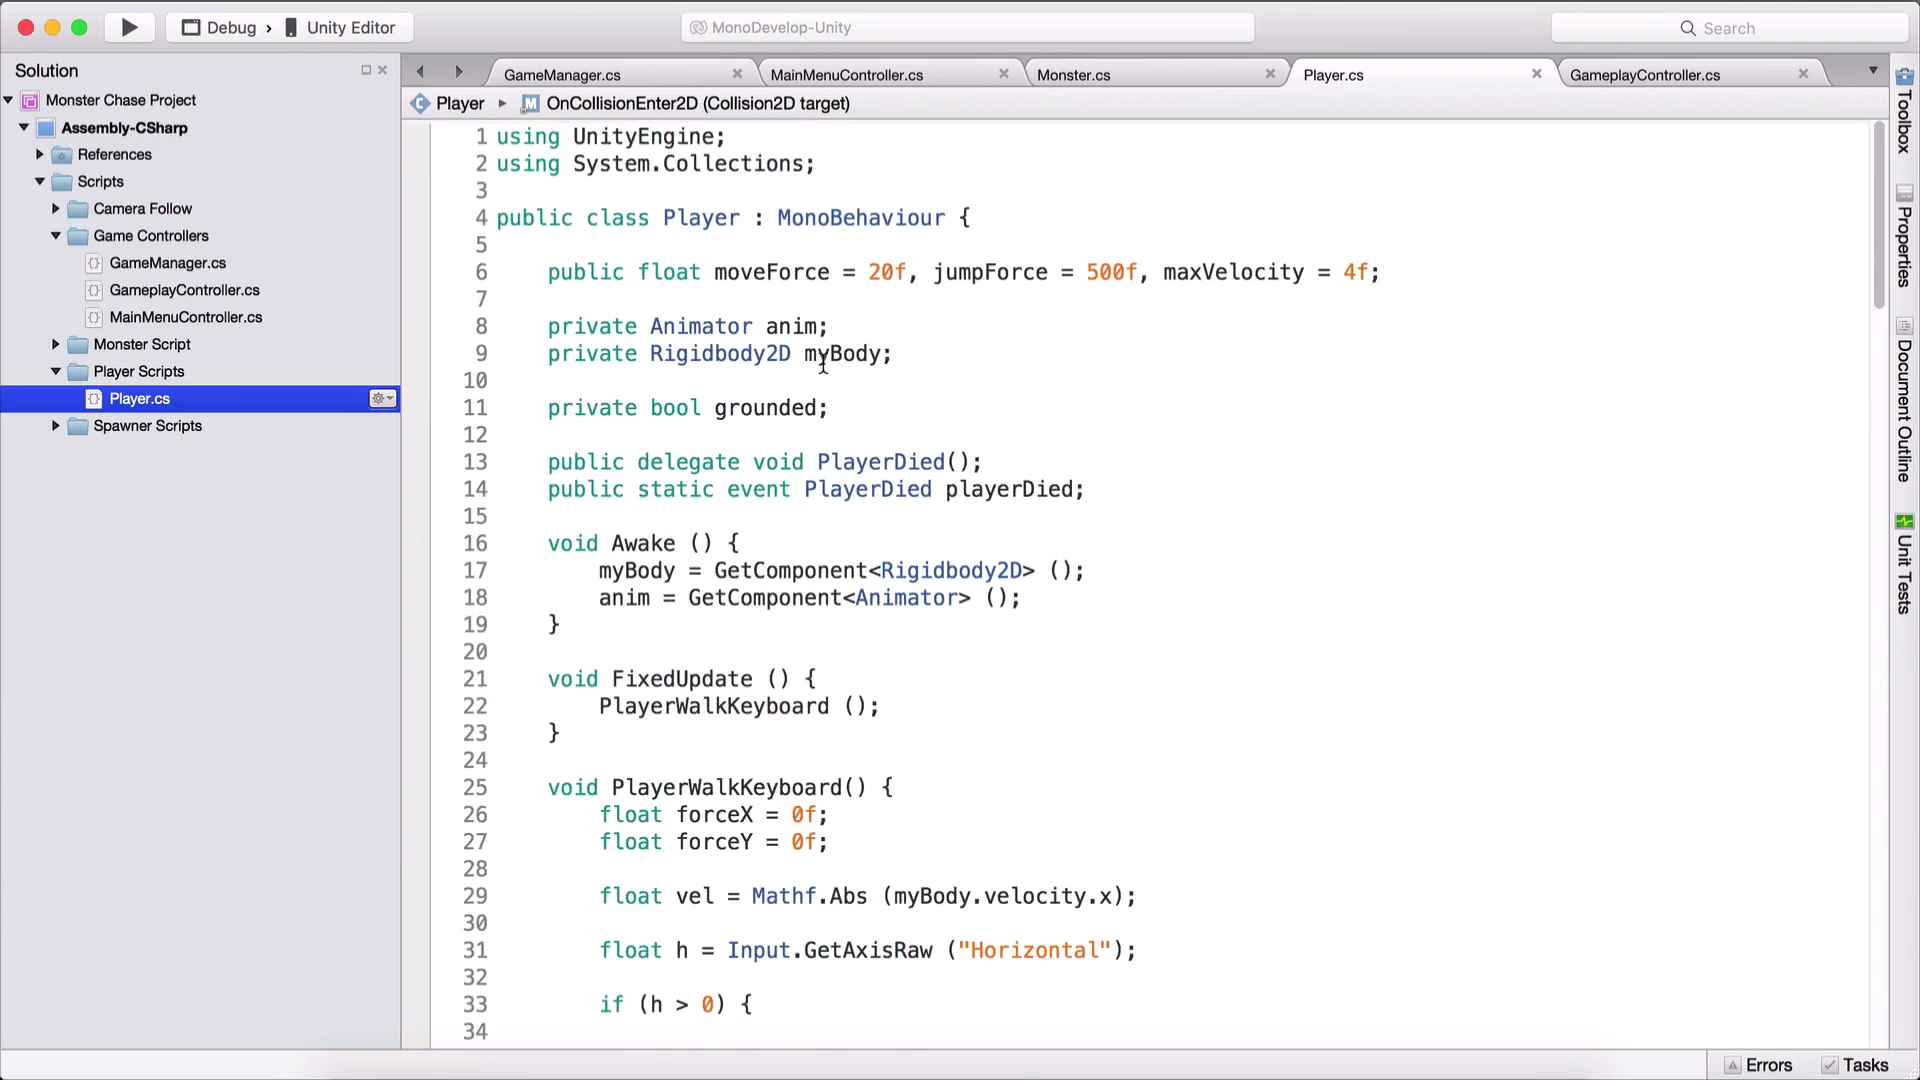 Debug › Unity Editor
MonoDevelop-Unity
Search
Solution
Monster Chase Project
Assembly-CSharp
References
Scripts
Camera Follow
Game Controllers
GameManager.cs
GameplayController.cs
MainMenuController.cs
Monster Script
Player Scripts
Player.cs
Spawner Scripts
GameManager.cs
MainMenuController.cs
Monster.cs
Player.cs
GameplayController.cs
Player
M OnCollisionEnter2D (Collision2D target)
1 using UnityEngine;
2 using System.Collections;
3
4 public class Player : MonoBehaviour {
5
6 public float moveForce = 20f, jumpForce = 500f, maxVelocity = 4f;
7
8 private Animator anim;
9 private Rigidbody2D myBody;
10
11 private bool grounded;
12
13 public delegate void PlayerDied();
14 public static event PlayerDied playerDied;
15
16 void Awake () {
17 myBody = GetComponent<Rigidbody2D> ();
18 anim = GetComponent<Animator> ();
19 }
20
21 void FixedUpdate () {
22 PlayerWalkKeyboard ();
23 }
24
25 void PlayerWalkKeyboard() {
26 float forceX = 0f;
27 float forceY = 0f;
28
29 float vel = Mathf.Abs (myBody.velocity.x);
30
31 float h = Input.GetAxisRaw ("Horizontal");
32
33 if (h > 0) {
34
Toolbox
Properties
Document Outline
Unit Tests
Errors
Tasks